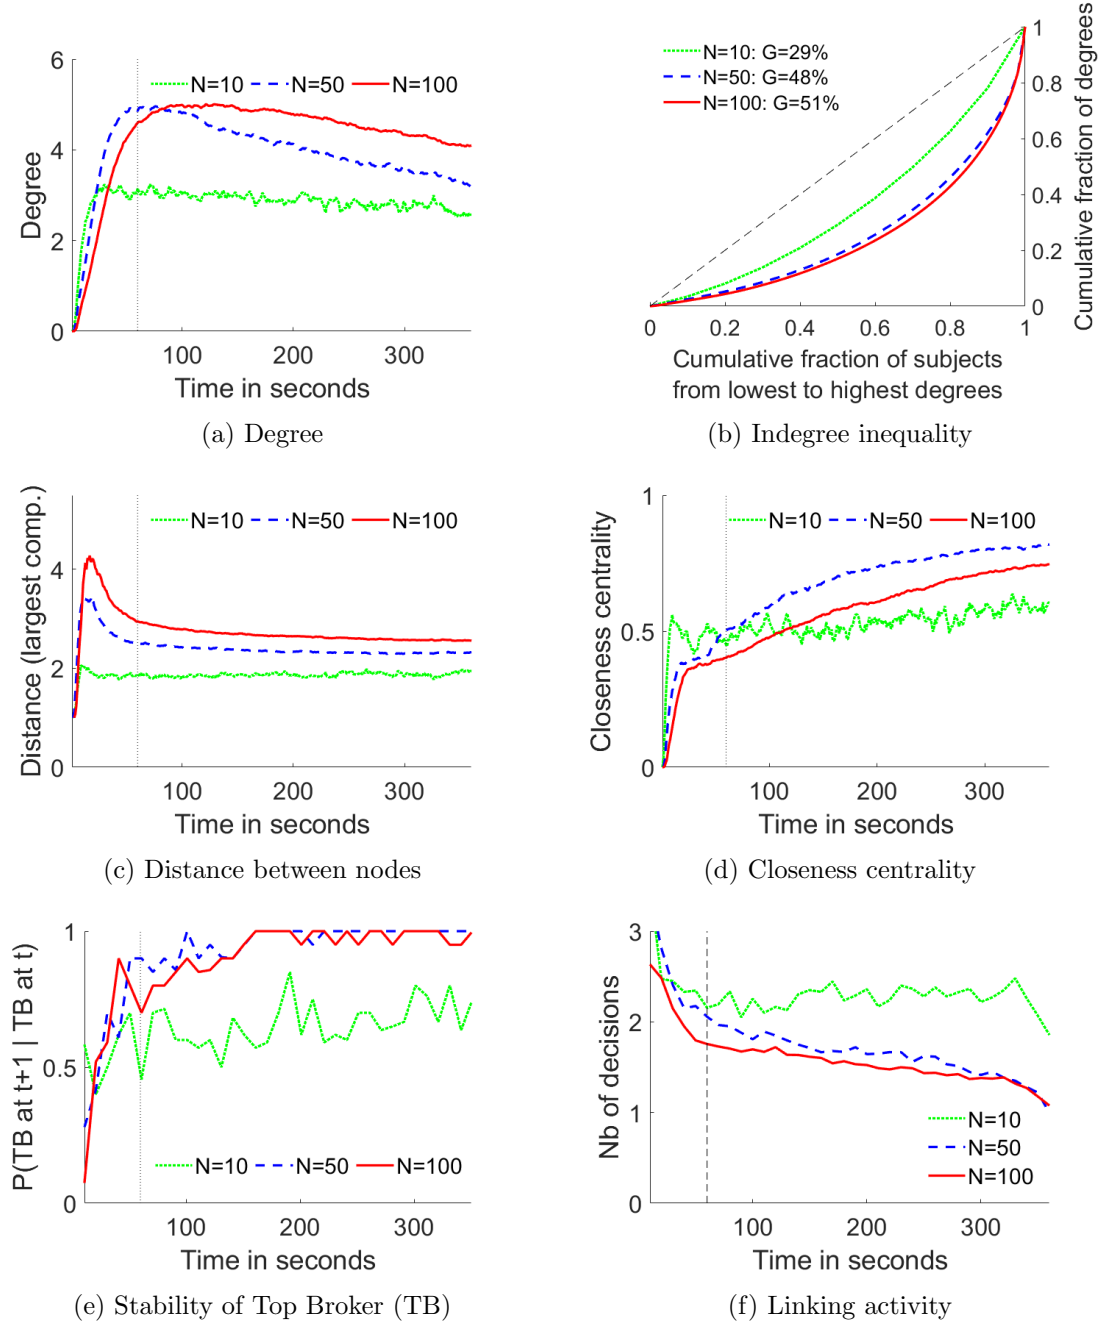 6
4
2
0
Degree
N=10 N=50 N=100
100 200 300
Time in seconds
(a) Degree
N=10: G=29%
N=50: G=48%
N=100: G=51%
1
0.8
0.6
0.4
0.2
0
Cumulative fraction of degrees
0 0.2 0.4 0.6 0.8 1
Cumulative fraction of subjects
from lowest to highest degrees
(b) Indegree inequality
4
2
0
Distance (largest comp.)
N=10 N=50 N=100
100 200 300
Time in seconds
(c) Distance between nodes
1
0.5
0
Closeness centrality
N=10 N=50 N=100
100 200 300
Time in seconds
(d) Closeness centrality
1
0.5
0
P(TB at t+1 | TB at t)
N=10 N=50 N=100
100 200 300
Time in seconds
(e) Stability of Top Broker (TB)
3
2
1
0
Nb of decisions
N=10
N=50
N=100
100 200 300
Time in seconds
(f) Linking activity